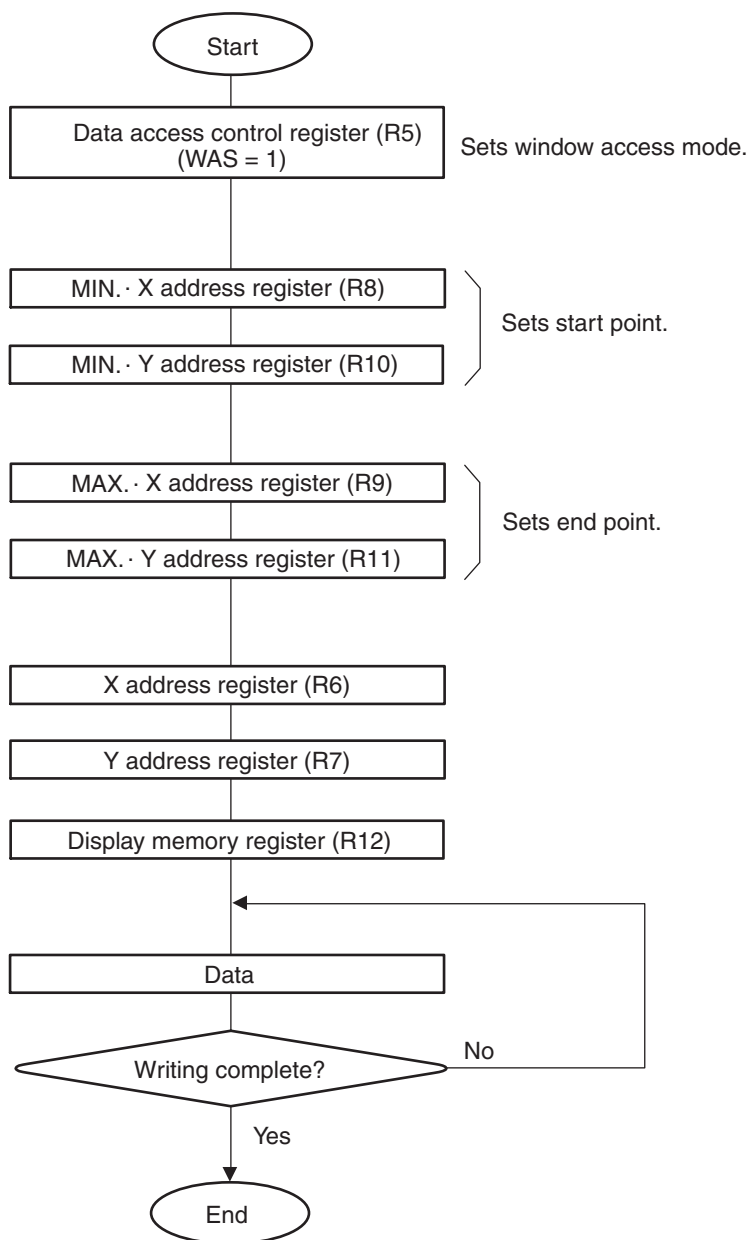 Start
Data access control register (R5)
(WAS = 1)
Sets window access mode.
MIN. · X address register (R8)
Sets start point.
MIN. · Y address register (R10)
MAX. · X address register (R9)
Sets end point.
MAX. · Y address register (R11)
X address register (R6)
Y address register (R7)
Display memory register (R12)
Data
Writing complete?
No
Yes
End